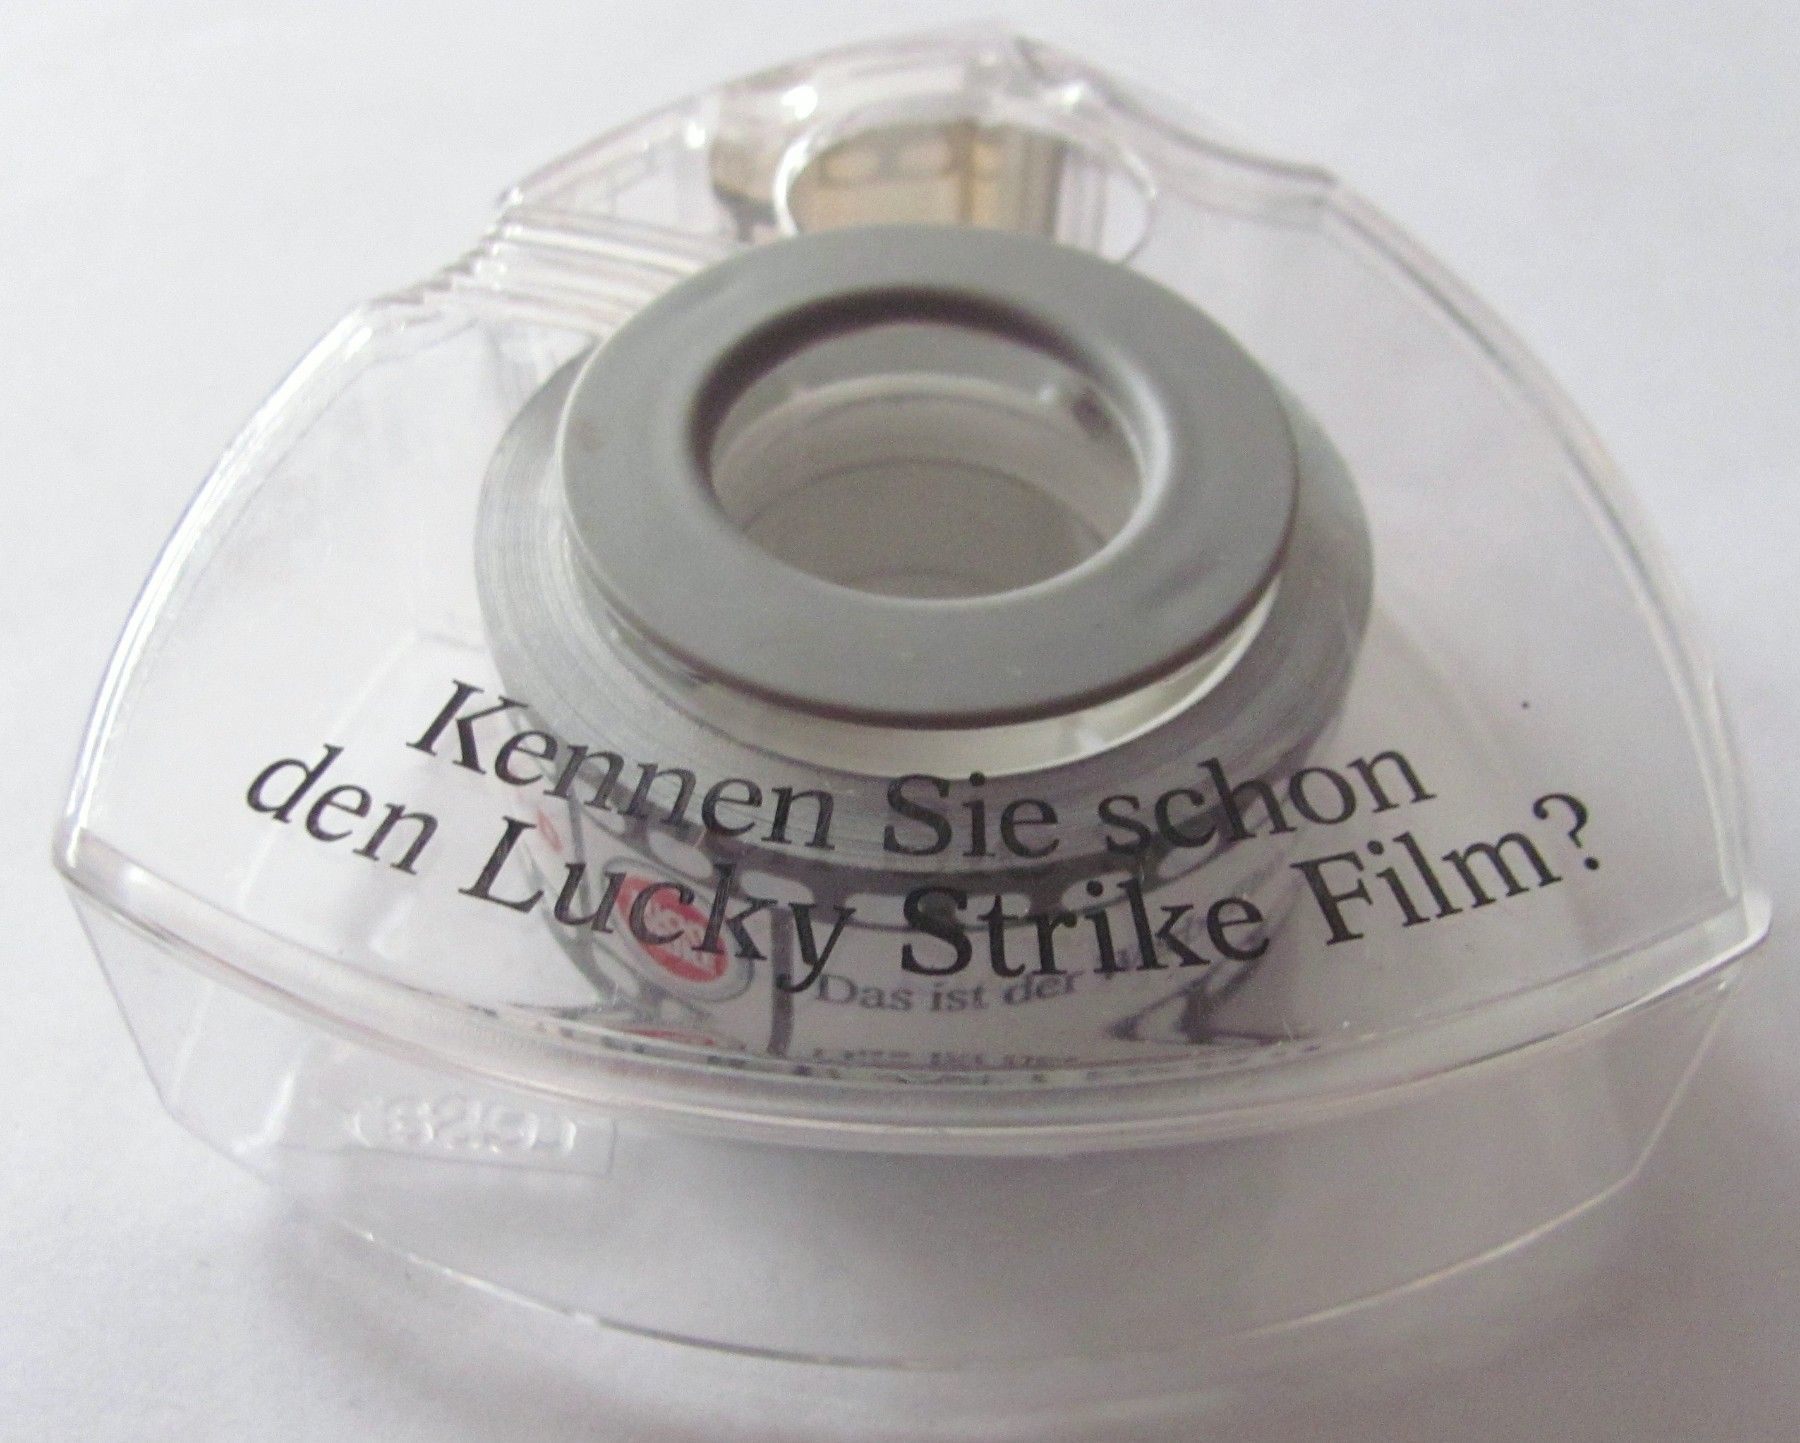 Kennen Sie schon
den Lucky Strike Film?
Das ist der